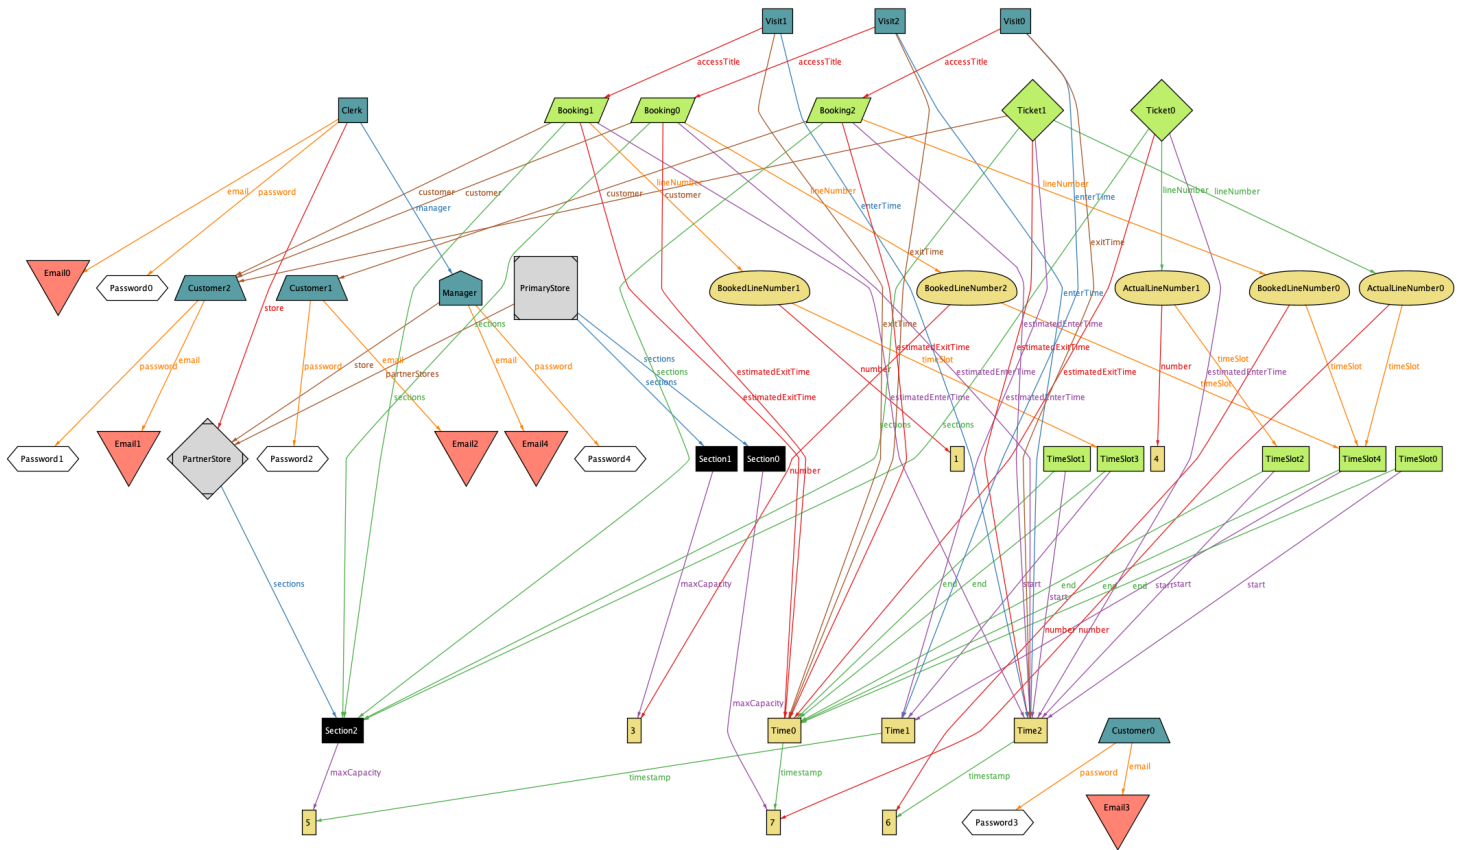 Visit1
Visit2
Visit0
accessTitle
accessTitle
accessTitle
Clerk
Booking1
Booking0
Booking2
Ticket1
Ticket0
email
password
manager
customer
customer
customer
customer
lineNumber
lineNumber
lineNumber
lineNumber
enterTime
enterTime
exitTime
exitTime
Email0
Password0
Customer2
Customer1
Manager
PrimaryStore
BookedLineNumber1
BookedLineNumber2
ActualLineNumber1
BookedLineNumber0
ActualLineNumber0
store
sections
enterTime
exitTime
estimatedEnterTime
password
email
email
store
partnerStores
email
password
sections
sections
sections
estimatedExitTime
estimatedExitTime
estimatedExitTime
timeSlot
timeSlot
timeSlot
number
number
estimatedEnterTime
estimatedExitTime
estimatedEnterTime
timeSlot
sections
estimatedExitTime
estimatedEnterTime
estimatedEnterTime
sections
sections
Password1
Email1
PartnerStore
Password2
Email2
Email4
Password4
Section1
Section0
1
TimeSlot1
TimeSlot3
4
TimeSlot2
TimeSlot4
TimeSlot0
number
sections
maxCapacity
end
end
start
start
end
end
end
start
start
start
number
number
maxCapacity
Section2
3
Time0
Time1
Time2
Customer0
maxCapacity
timestamp
timestamp
timestamp
password
email
5
7
6
Password3
Email3